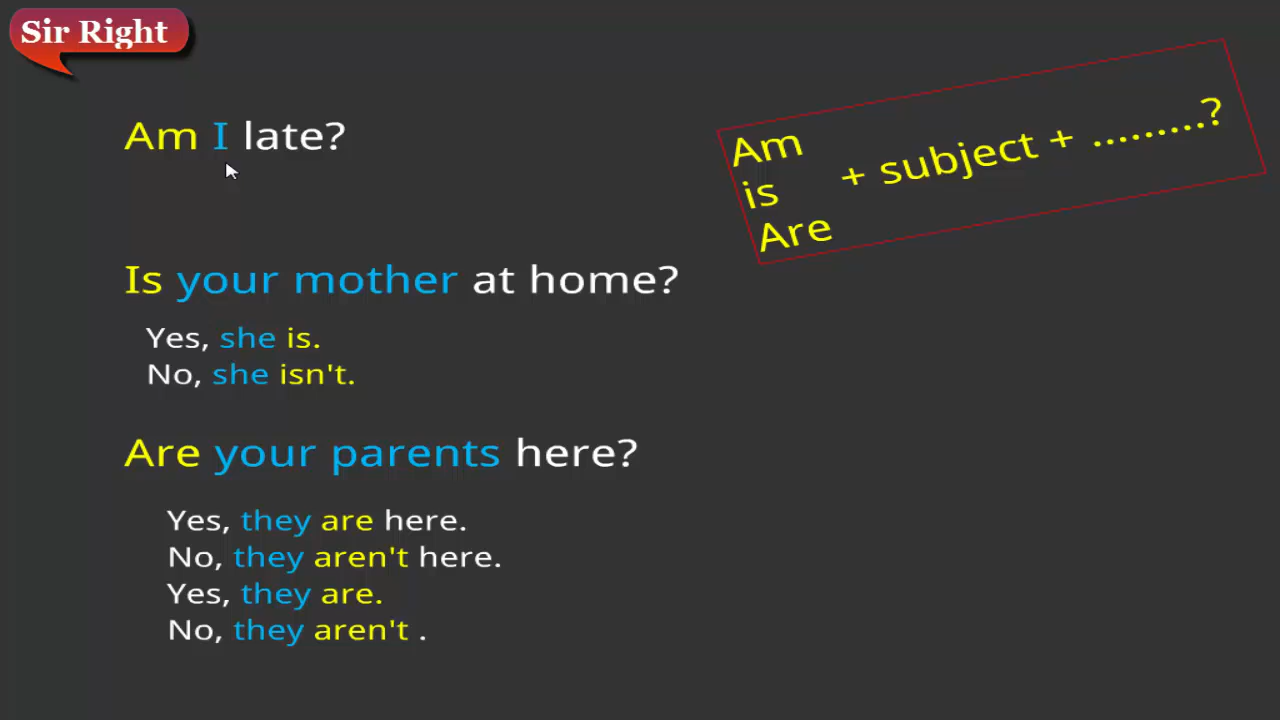 Sir Right
Am I late?
Am
is
Are
+ subject + .........?
Is your mother at home?
Yes, she is.
No, she isn't.
Are your parents here?
Yes, they are here.
No, they aren't here.
Yes, they are.
No, they aren't .